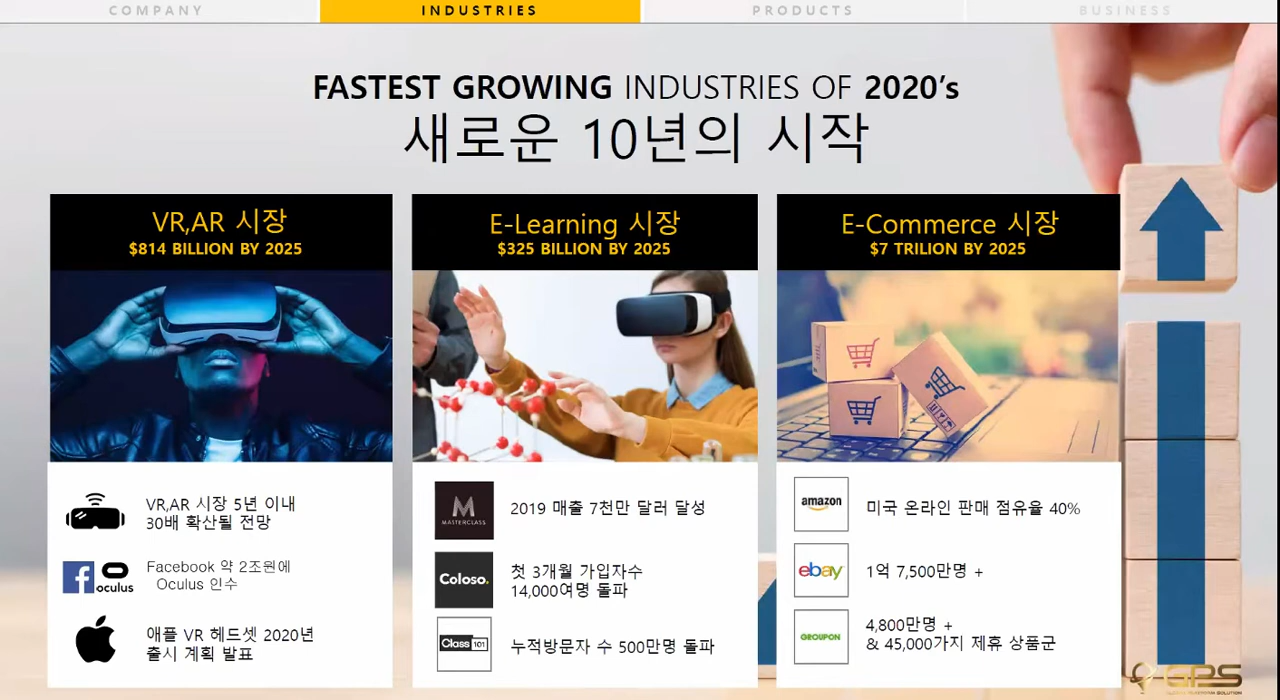 COMPANY
INDUSTRIES
PRODUCTS
BUSINESS
FASTEST GROWING INDUSTRIES OF 2020's
새로운 10년의 시작
VR,AR 시장
$814 BILLION BY 2025
VR,AR 시장 5년 이내
30배 확산될 전망
oculus
Facebook 약 2조원에
Oculus 인수
애플 VR 헤드셋 2020년
출시 계획 발표
E-Learning 시장
$325 BILLION BY 2025
M
MASTERCLASS
2019 매출 7천만 달러 달성
Coloso.
첫 3개월 가입자수
14,000여명 돌파
Class 101
누적방문자 수 500만명 돌파
E-Commerce 시장
$7 TRILION BY 2025
amazon
미국 온라인 판매 점유율 40%
ebay
1억 7,500만명 +
GROUPON
4,800만명 +
& 45,000가지 제휴 상품군
GPS